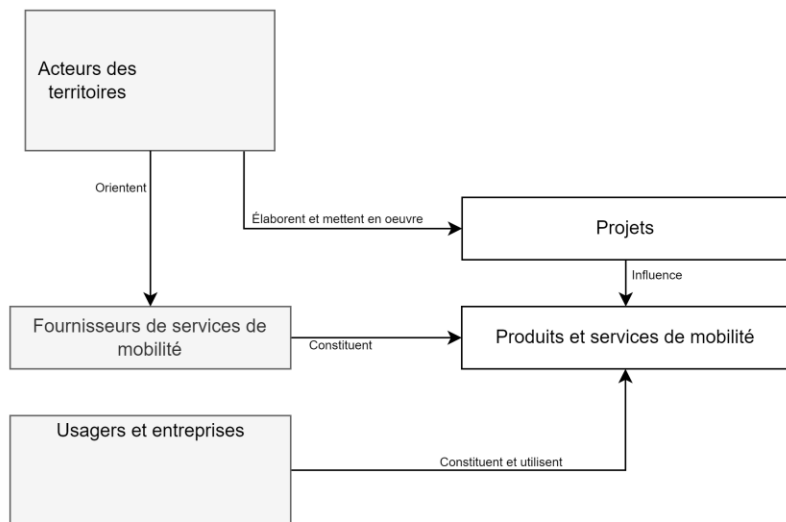 Acteurs des
territoires
Orientent
Élaborent et mettent en oeuvre
Projets
Influence
Fournisseurs de services de
mobilité
Constituent
Produits et services de mobilité
Usagers et entreprises
Constituent et utilisent